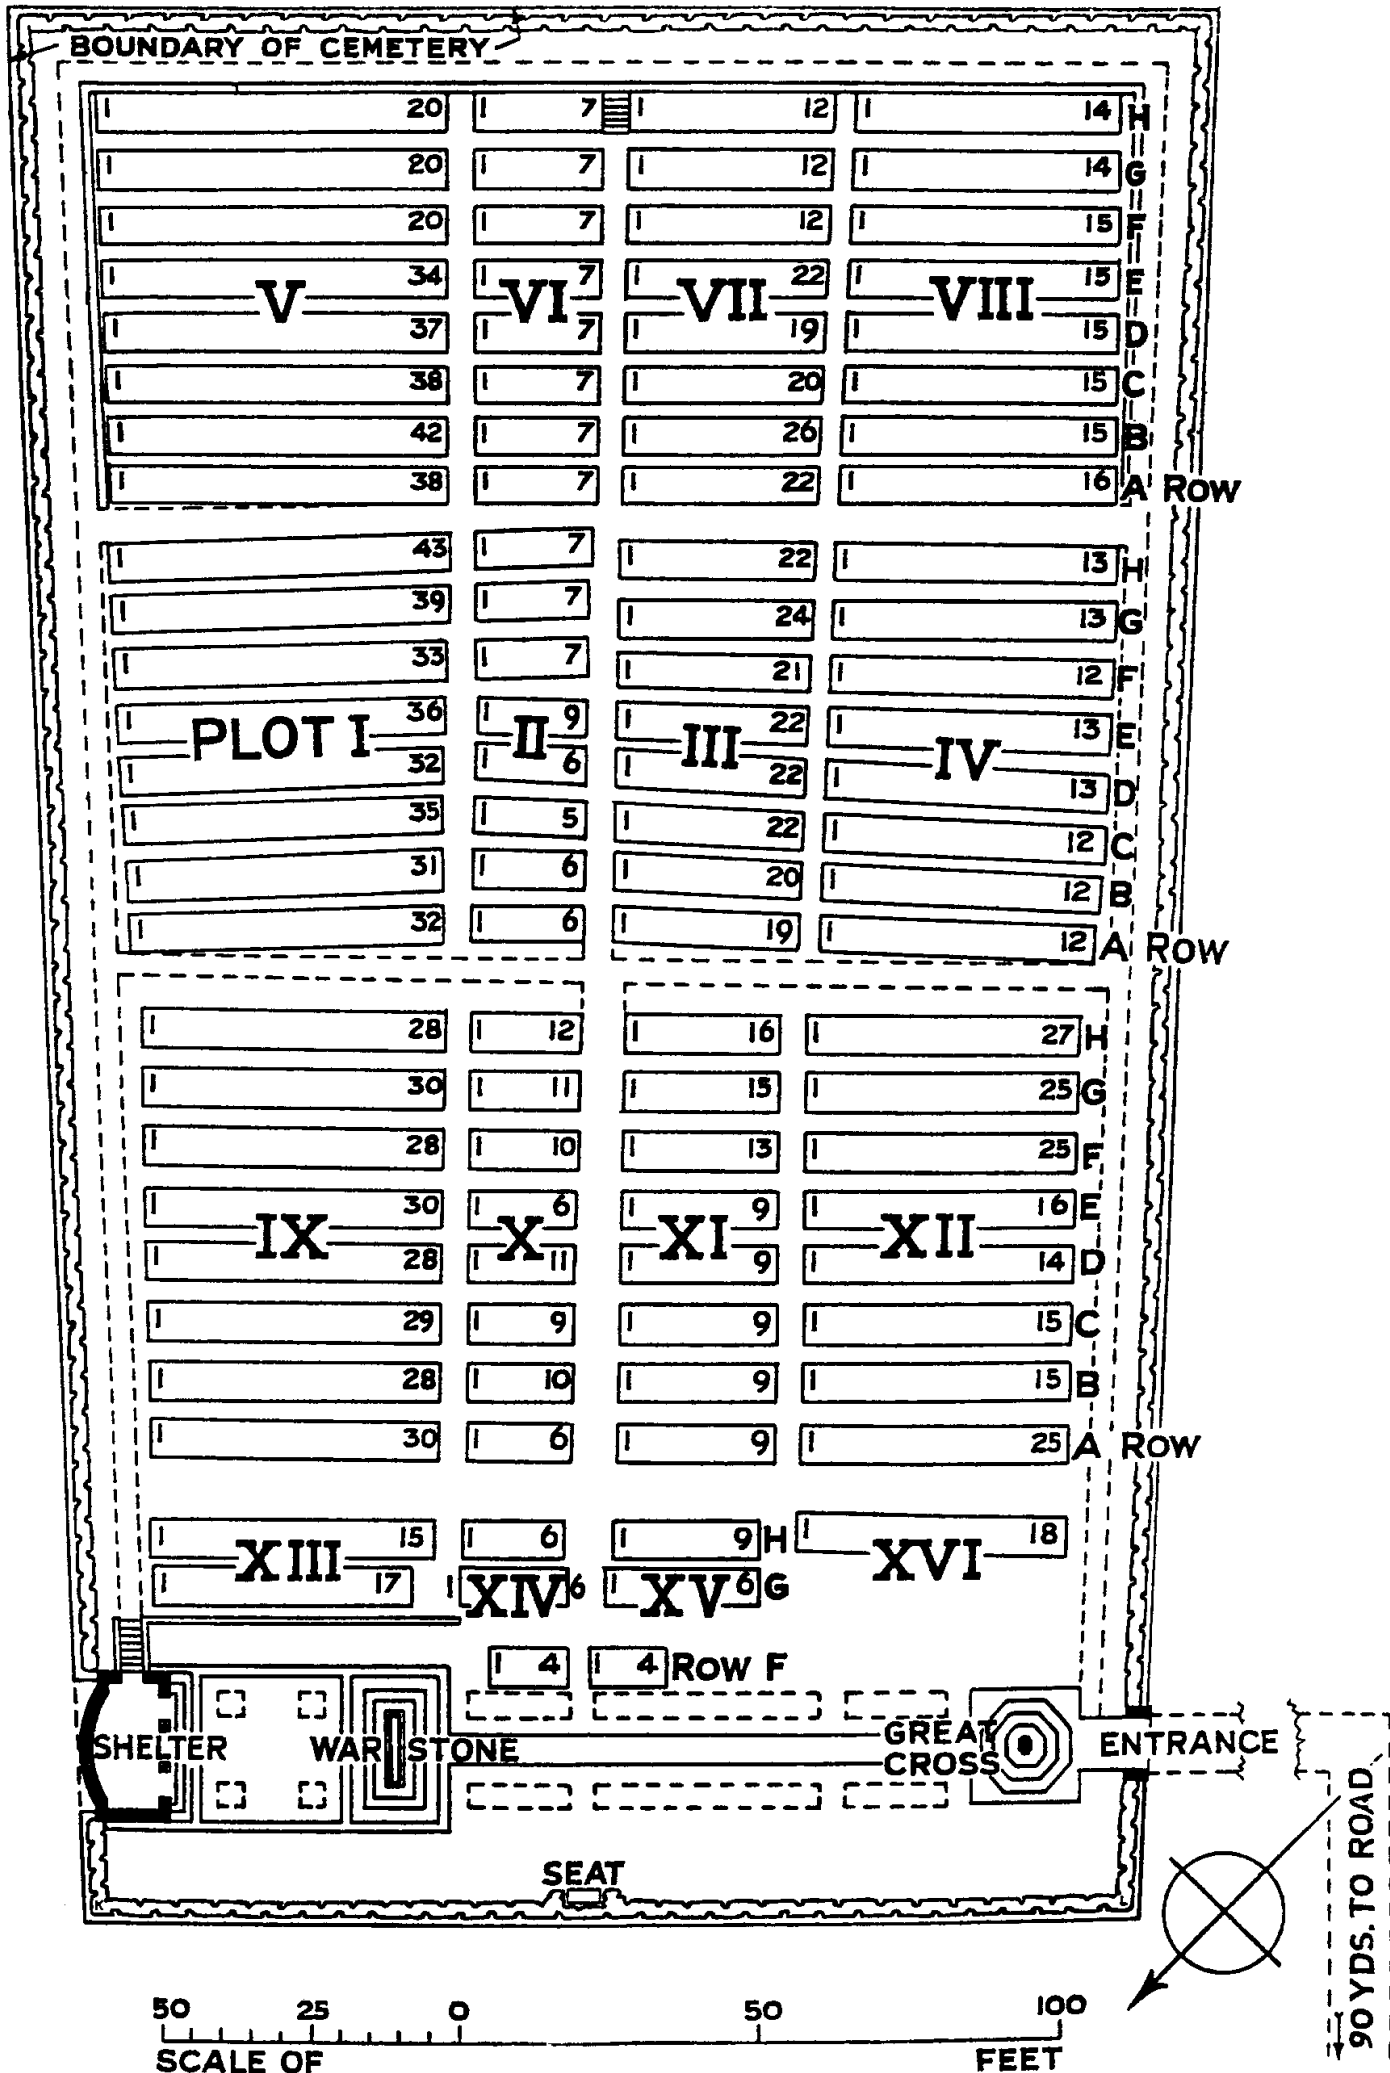 BOUNDARY OF CEMETERY
1 20 1 7 1 12 1 14 H
1 20 1 7 1 12 1 14 G
1 20 1 7 1 12 1 15 F
1 34 1 7 1 22 1 15 E
V VI VII VIII
1 37 1 7 1 19 1 15 D
1 38 1 7 1 20 1 15 C
1 42 1 7 1 26 1 15 B
1 38 1 7 1 22 1 16 A ROW
1 43 1 7 1 22 1 13 H
1 39 1 7 1 24 1 13 G
1 33 1 7 1 21 1 12 F
1 36 1 9 1 22 1 13 E
PLOT I II III IV
1 32 1 6 1 22 1 13 D
1 35 1 5 1 22 1 12 C
1 31 1 6 1 20 1 12 B
1 32 1 6 1 19 1 12 A ROW
1 28 1 12 1 16 1 27 H
1 30 1 11 1 15 1 25 G
1 28 1 10 1 13 1 25 F
1 30 1 6 1 9 1 16 E
IX X XI XII
1 28 1 11 1 9 1 14 D
1 29 1 9 1 9 1 15 C
1 28 1 10 1 9 1 15 B
1 30 1 6 1 9 1 25 A ROW
1 15 1 6 1 9 H 1 18
XIII XIV XV XVI
1 17 1 6 1 6 G
1 4 1 4 ROW F
SHELTER WAR STONE GREAT CROSS ENTRANCE
SEAT
90 YDS. TO ROAD
50 25 0 50 100
SCALE OF FEET